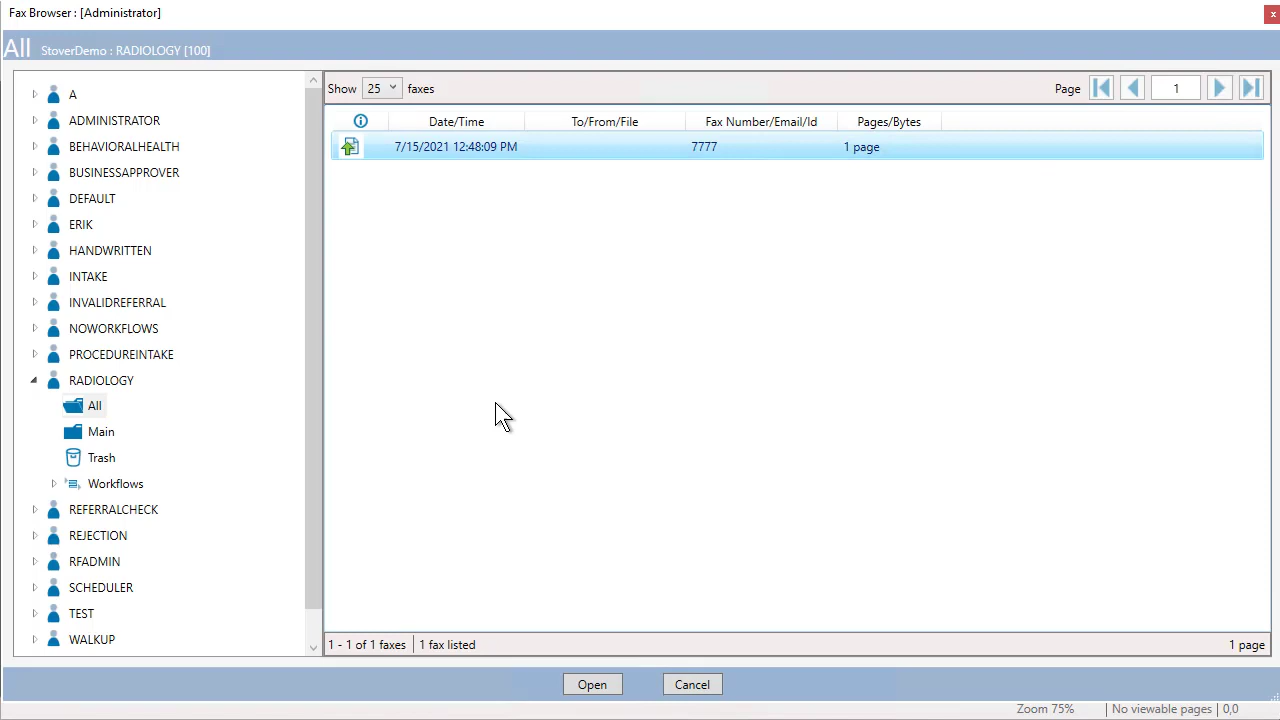 Fax Browser : [Administrator]
x
All StoverDemo : RADIOLOGY [100]
Show 25 faxes Page 1
Date/Time To/From/File Fax Number/Email/Id Pages/Bytes
7/15/2021 12:48:09 PM 7777 1 page
A
ADMINISTRATOR
BEHAVIORALHEALTH
BUSINESSAPPROVER
DEFAULT
ERIK
HANDWRITTEN
INTAKE
INVALIDREFERRAL
NOWORKFLOWS
PROCEDUREINTAKE
RADIOLOGY
All
Main
Trash
Workflows
REFERRALCHECK
REJECTION
RFADMIN
SCHEDULER
TEST
WALKUP
1 - 1 of 1 faxes 1 fax listed 1 page
Open Cancel
Zoom 75% No viewable pages 0,0